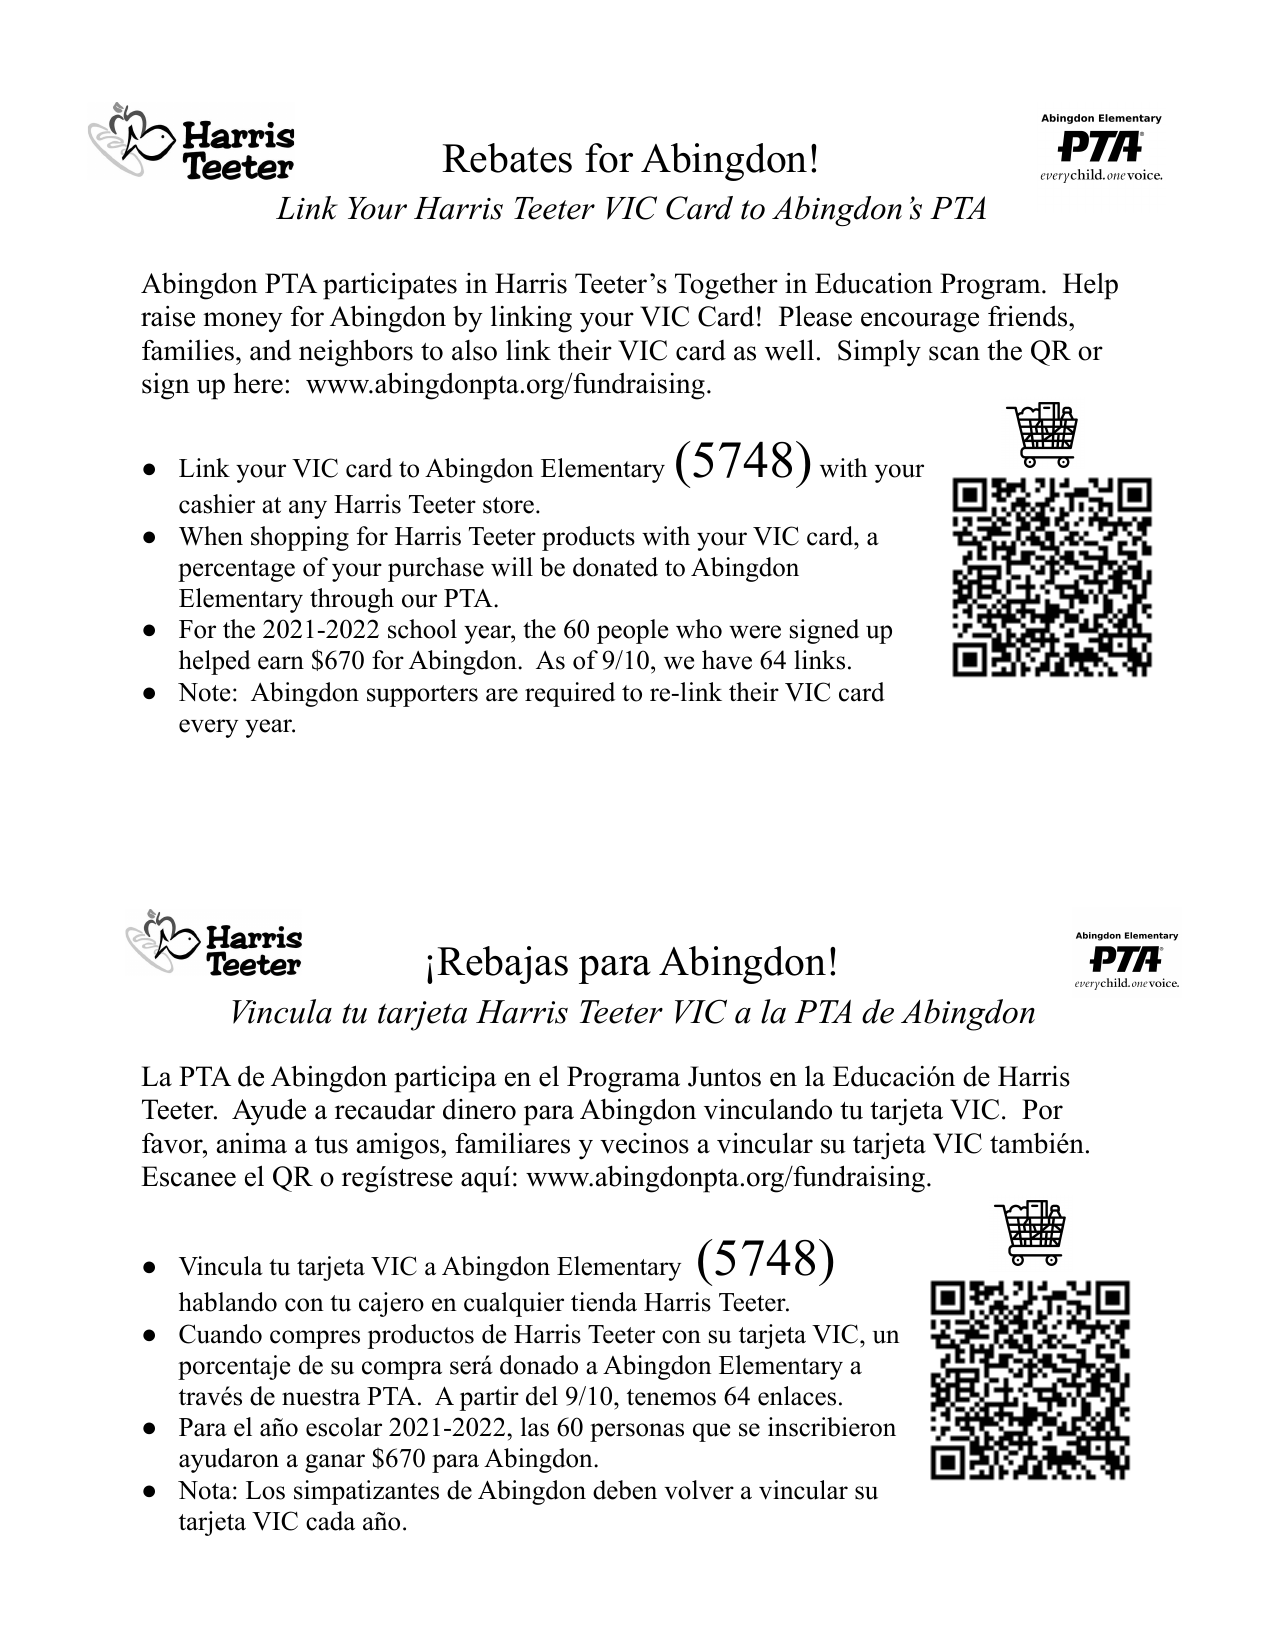 Harris
Teeter
Abingdon Elementary
PTA®
everychild.onevoice.
Rebates for Abingdon!
Link Your Harris Teeter VIC Card to Abingdon’s PTA
Abingdon PTA participates in Harris Teeter’s Together in Education Program.  Help
raise money for Abingdon by linking your VIC Card!  Please encourage friends,
families, and neighbors to also link their VIC card as well.  Simply scan the QR or
sign up here:  www.abingdonpta.org/fundraising.
● Link your VIC card to Abingdon Elementary (5748) with your
cashier at any Harris Teeter store.
● When shopping for Harris Teeter products with your VIC card, a
percentage of your purchase will be donated to Abingdon
Elementary through our PTA.
● For the 2021-2022 school year, the 60 people who were signed up
helped earn $670 for Abingdon.  As of 9/10, we have 64 links.
● Note:  Abingdon supporters are required to re-link their VIC card
every year.
Harris
Teeter
Abingdon Elementary
PTA®
everychild.onevoice.
¡Rebajas para Abingdon!
Vincula tu tarjeta Harris Teeter VIC a la PTA de Abingdon
La PTA de Abingdon participa en el Programa Juntos en la Educación de Harris
Teeter.  Ayude a recaudar dinero para Abingdon vinculando tu tarjeta VIC.  Por
favor, anima a tus amigos, familiares y vecinos a vincular su tarjeta VIC también.
Escanee el QR o regístrese aquí: www.abingdonpta.org/fundraising.
● Vincula tu tarjeta VIC a Abingdon Elementary  (5748)
hablando con tu cajero en cualquier tienda Harris Teeter.
● Cuando compres productos de Harris Teeter con su tarjeta VIC, un
porcentaje de su compra será donado a Abingdon Elementary a
través de nuestra PTA.  A partir del 9/10, tenemos 64 enlaces.
● Para el año escolar 2021-2022, las 60 personas que se inscribieron
ayudaron a ganar $670 para Abingdon.
● Nota: Los simpatizantes de Abingdon deben volver a vincular su
tarjeta VIC cada año.